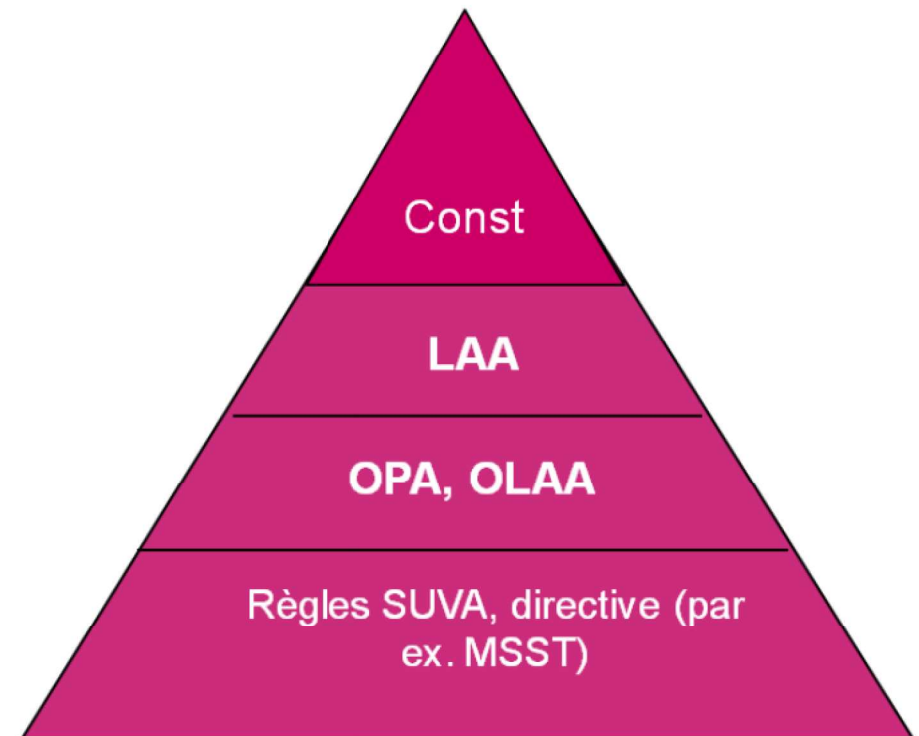 Const
LAA
OPA, OLAA
Règles SUVA, directive (par
ex. MSST)